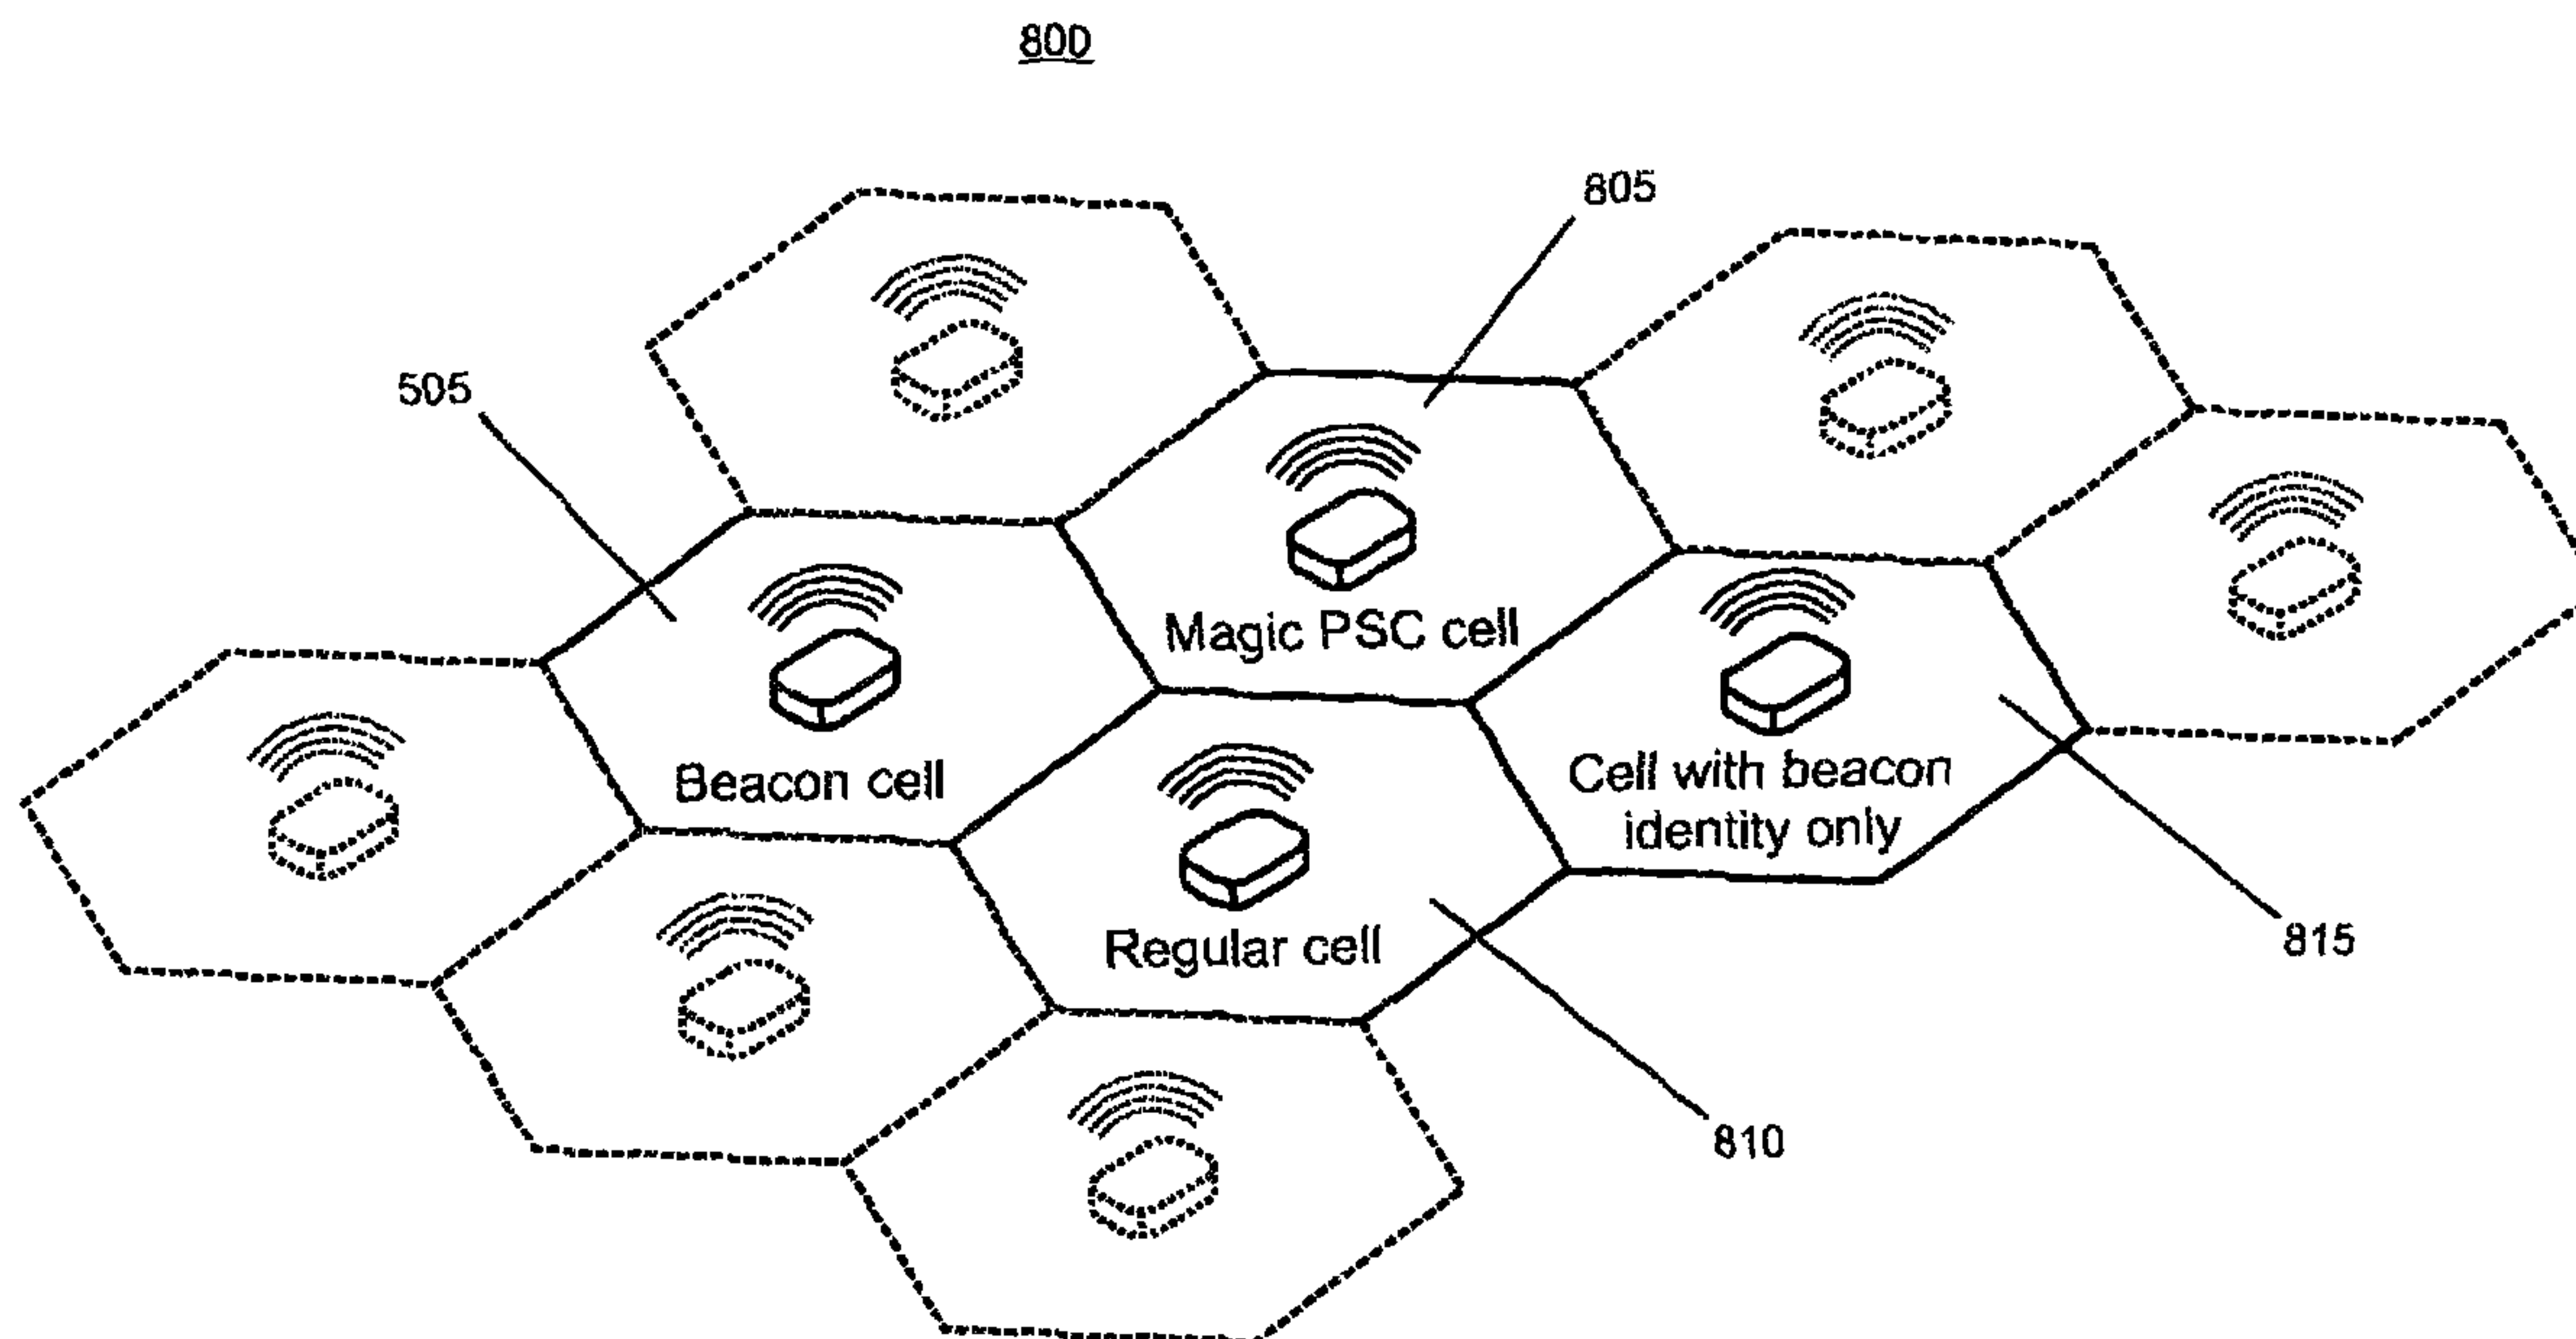 800
805
505
Magic PSC cell
Beacon cell
Cell with beacon
identity only
Regular cell
815
810